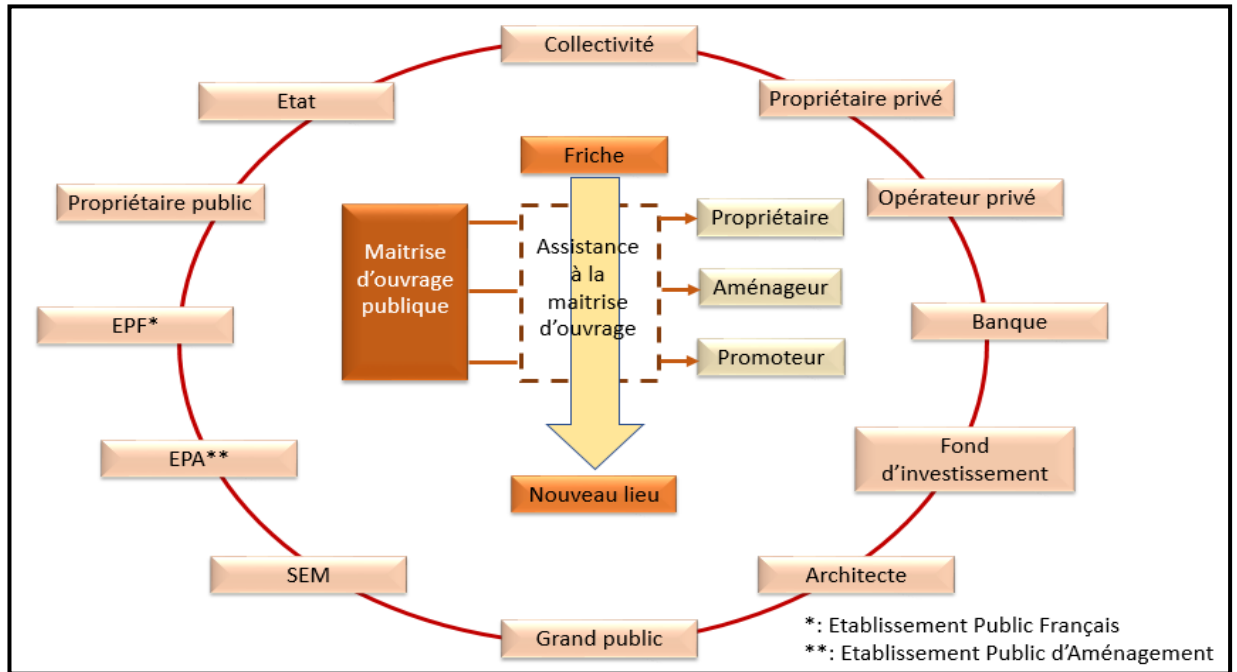 Collectivité
Etat
Propriétaire privé
Friche
Propriétaire public
Opérateur privé
Maitrise
d'ouvrage
publique
Assistance
à la
maitrise
d'ouvrage
Propriétaire
Aménageur
Promoteur
EPF*
Banque
EPA**
Fond
d'investissement
Nouveau lieu
SEM
Architecte
Grand public
*: Etablissement Public Français
**: Etablissement Public d'Aménagement